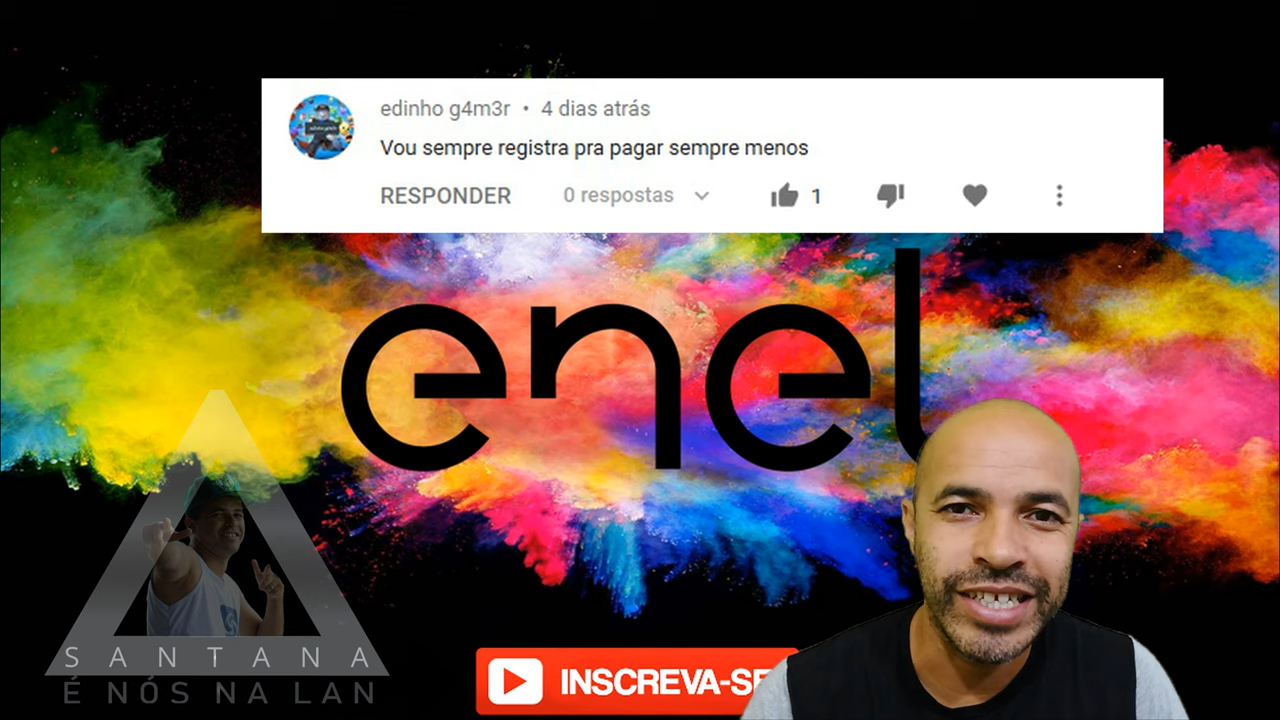 edinho g4m3r • 4 dias atrás
Vou sempre registra pra pagar sempre menos
RESPONDER 0 respostas 1
enel
SANTANA
É NÓS NA LAN
INSCREVA-SE